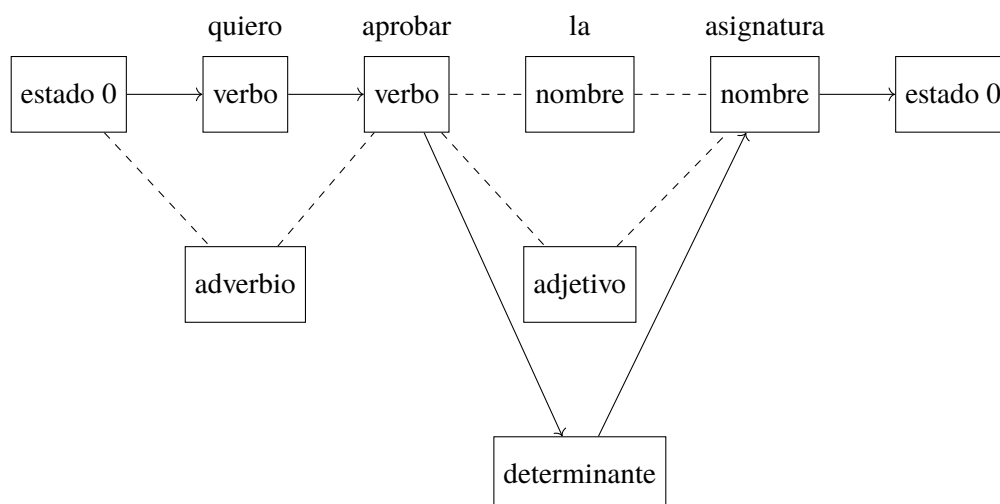 quiero aprobar la asignatura
estado 0 verbo verbo nombre nombre estado 0
adverbio adjetivo
determinante